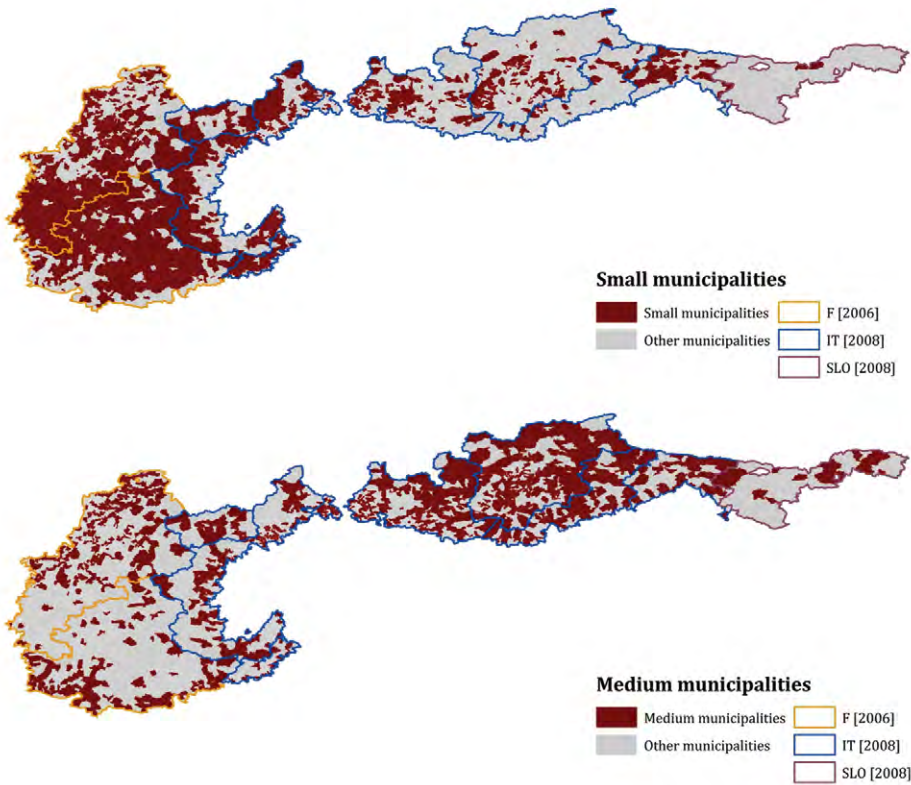 Small municipalities
Small municipalities F [2006]
Other municipalities IT [2008]
SLO [2008]
Medium municipalities
Medium municipalities F [2006]
Other municipalities IT [2008]
SLO [2008]